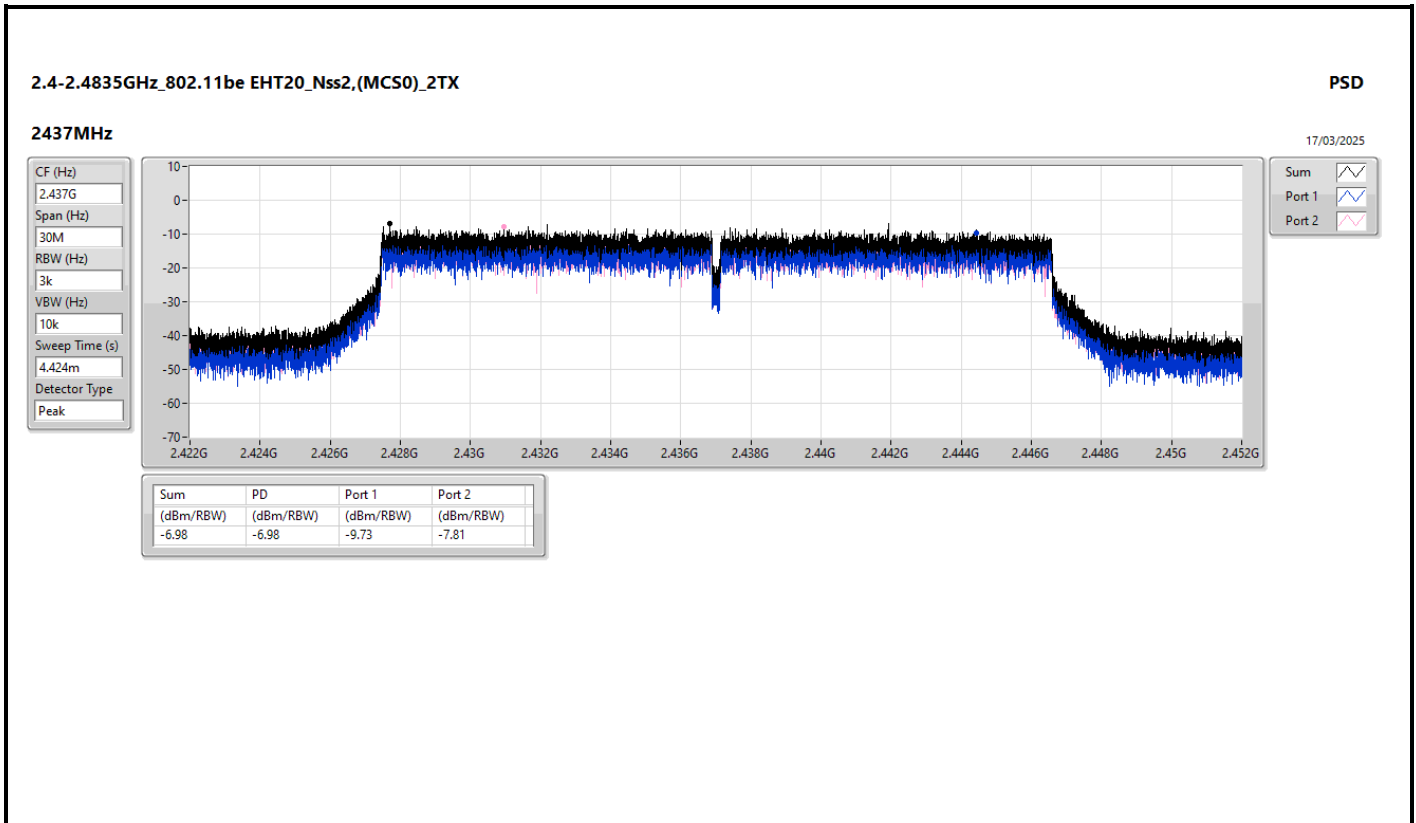 2.4-2.4835GHz_802.11be EHT20_Nss2,(MCS0)_2TX
PSD
2437MHz
17/03/2025
CF (Hz)
2.437G
Span (Hz)
30M
RBW (Hz)
3k
VBW (Hz)
10k
Sweep Time (s)
4.424m
Detector Type
Peak
10
0
-10
-20
-30
-40
-50
-60
-70
2.422G 2.424G 2.426G 2.428G 2.43G 2.432G 2.434G 2.436G 2.438G 2.44G 2.442G 2.444G 2.446G 2.448G 2.45G 2.452G
Sum
Port 1
Port 2
Sum PD Port 1 Port 2
(dBm/RBW) (dBm/RBW) (dBm/RBW) (dBm/RBW)
-6.98 -6.98 -9.73 -7.81